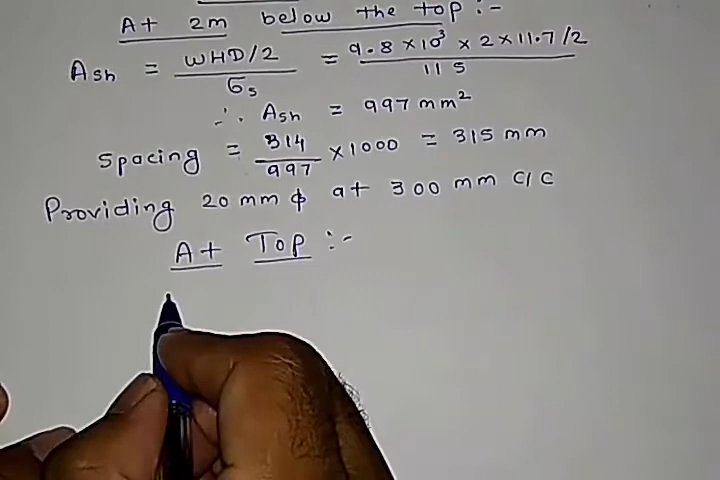 At 2m below the top :-
Ash = WHD/2 / σs = 9.8 × 10³ × 2 × 11.7/2 / 115
∴ Ash = 997 mm²
Spacing = 314/997 × 1000 = 315 mm
Providing 20 mm ϕ at 300 mm C/C
At Top :-